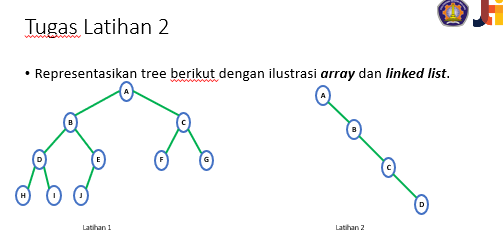 Tugas Latihan 2
• Representasikan tree berikut dengan ilustrasi array dan linked list.
A
B
C
D
E
F
G
H
I
J
Latihan 1
A
B
C
D
Latihan 2